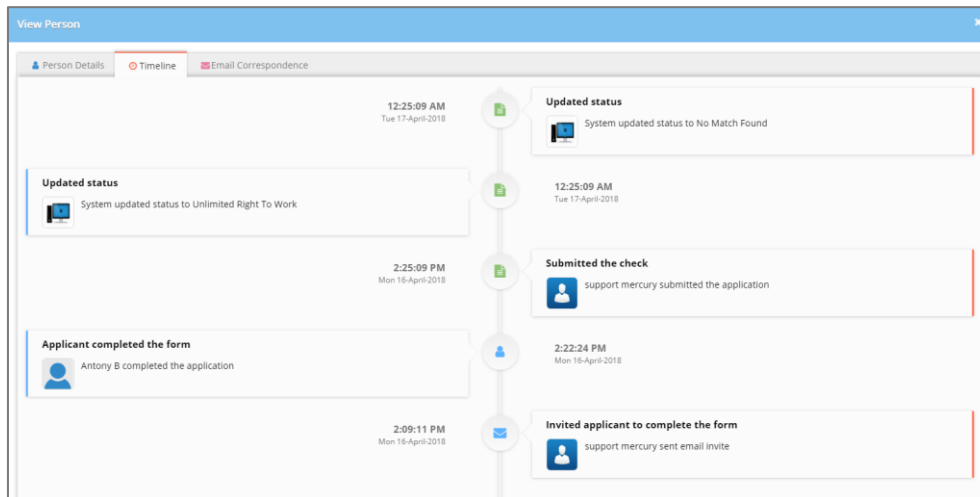 View Person
Person Details
Timeline
Email Correspondence
12:25:09 AM
Tue 17-April-2018
Updated status
System updated status to No Match Found
Updated status
System updated status to Unlimited Right To Work
12:25:09 AM
Tue 17-April-2018
2:25:09 PM
Mon 16-April-2018
Submitted the check
support mercury submitted the application
Applicant completed the form
Antony B completed the application
2:22:24 PM
Mon 16-April-2018
2:09:11 PM
Mon 16-April-2018
Invited applicant to complete the form
support mercury sent email invite